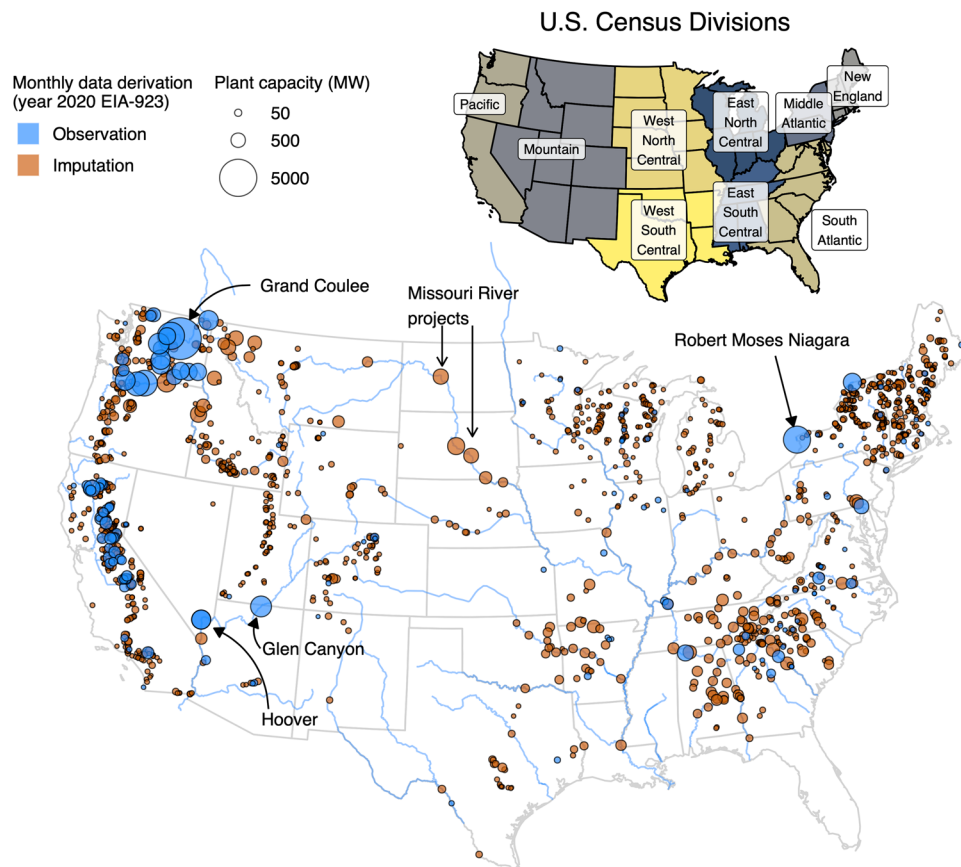 U.S. Census Divisions
Monthly data derivation
(year 2020 EIA-923)
Observation
Imputation
Plant capacity (MW)
50
500
5000
Pacific
Mountain
West
North
Central
West
South
Central
East
North
Central
East
South
Central
Middle
Atlantic
New
England
South
Atlantic
Grand Coulee
Missouri River
projects
Robert Moses Niagara
Glen Canyon
Hoover